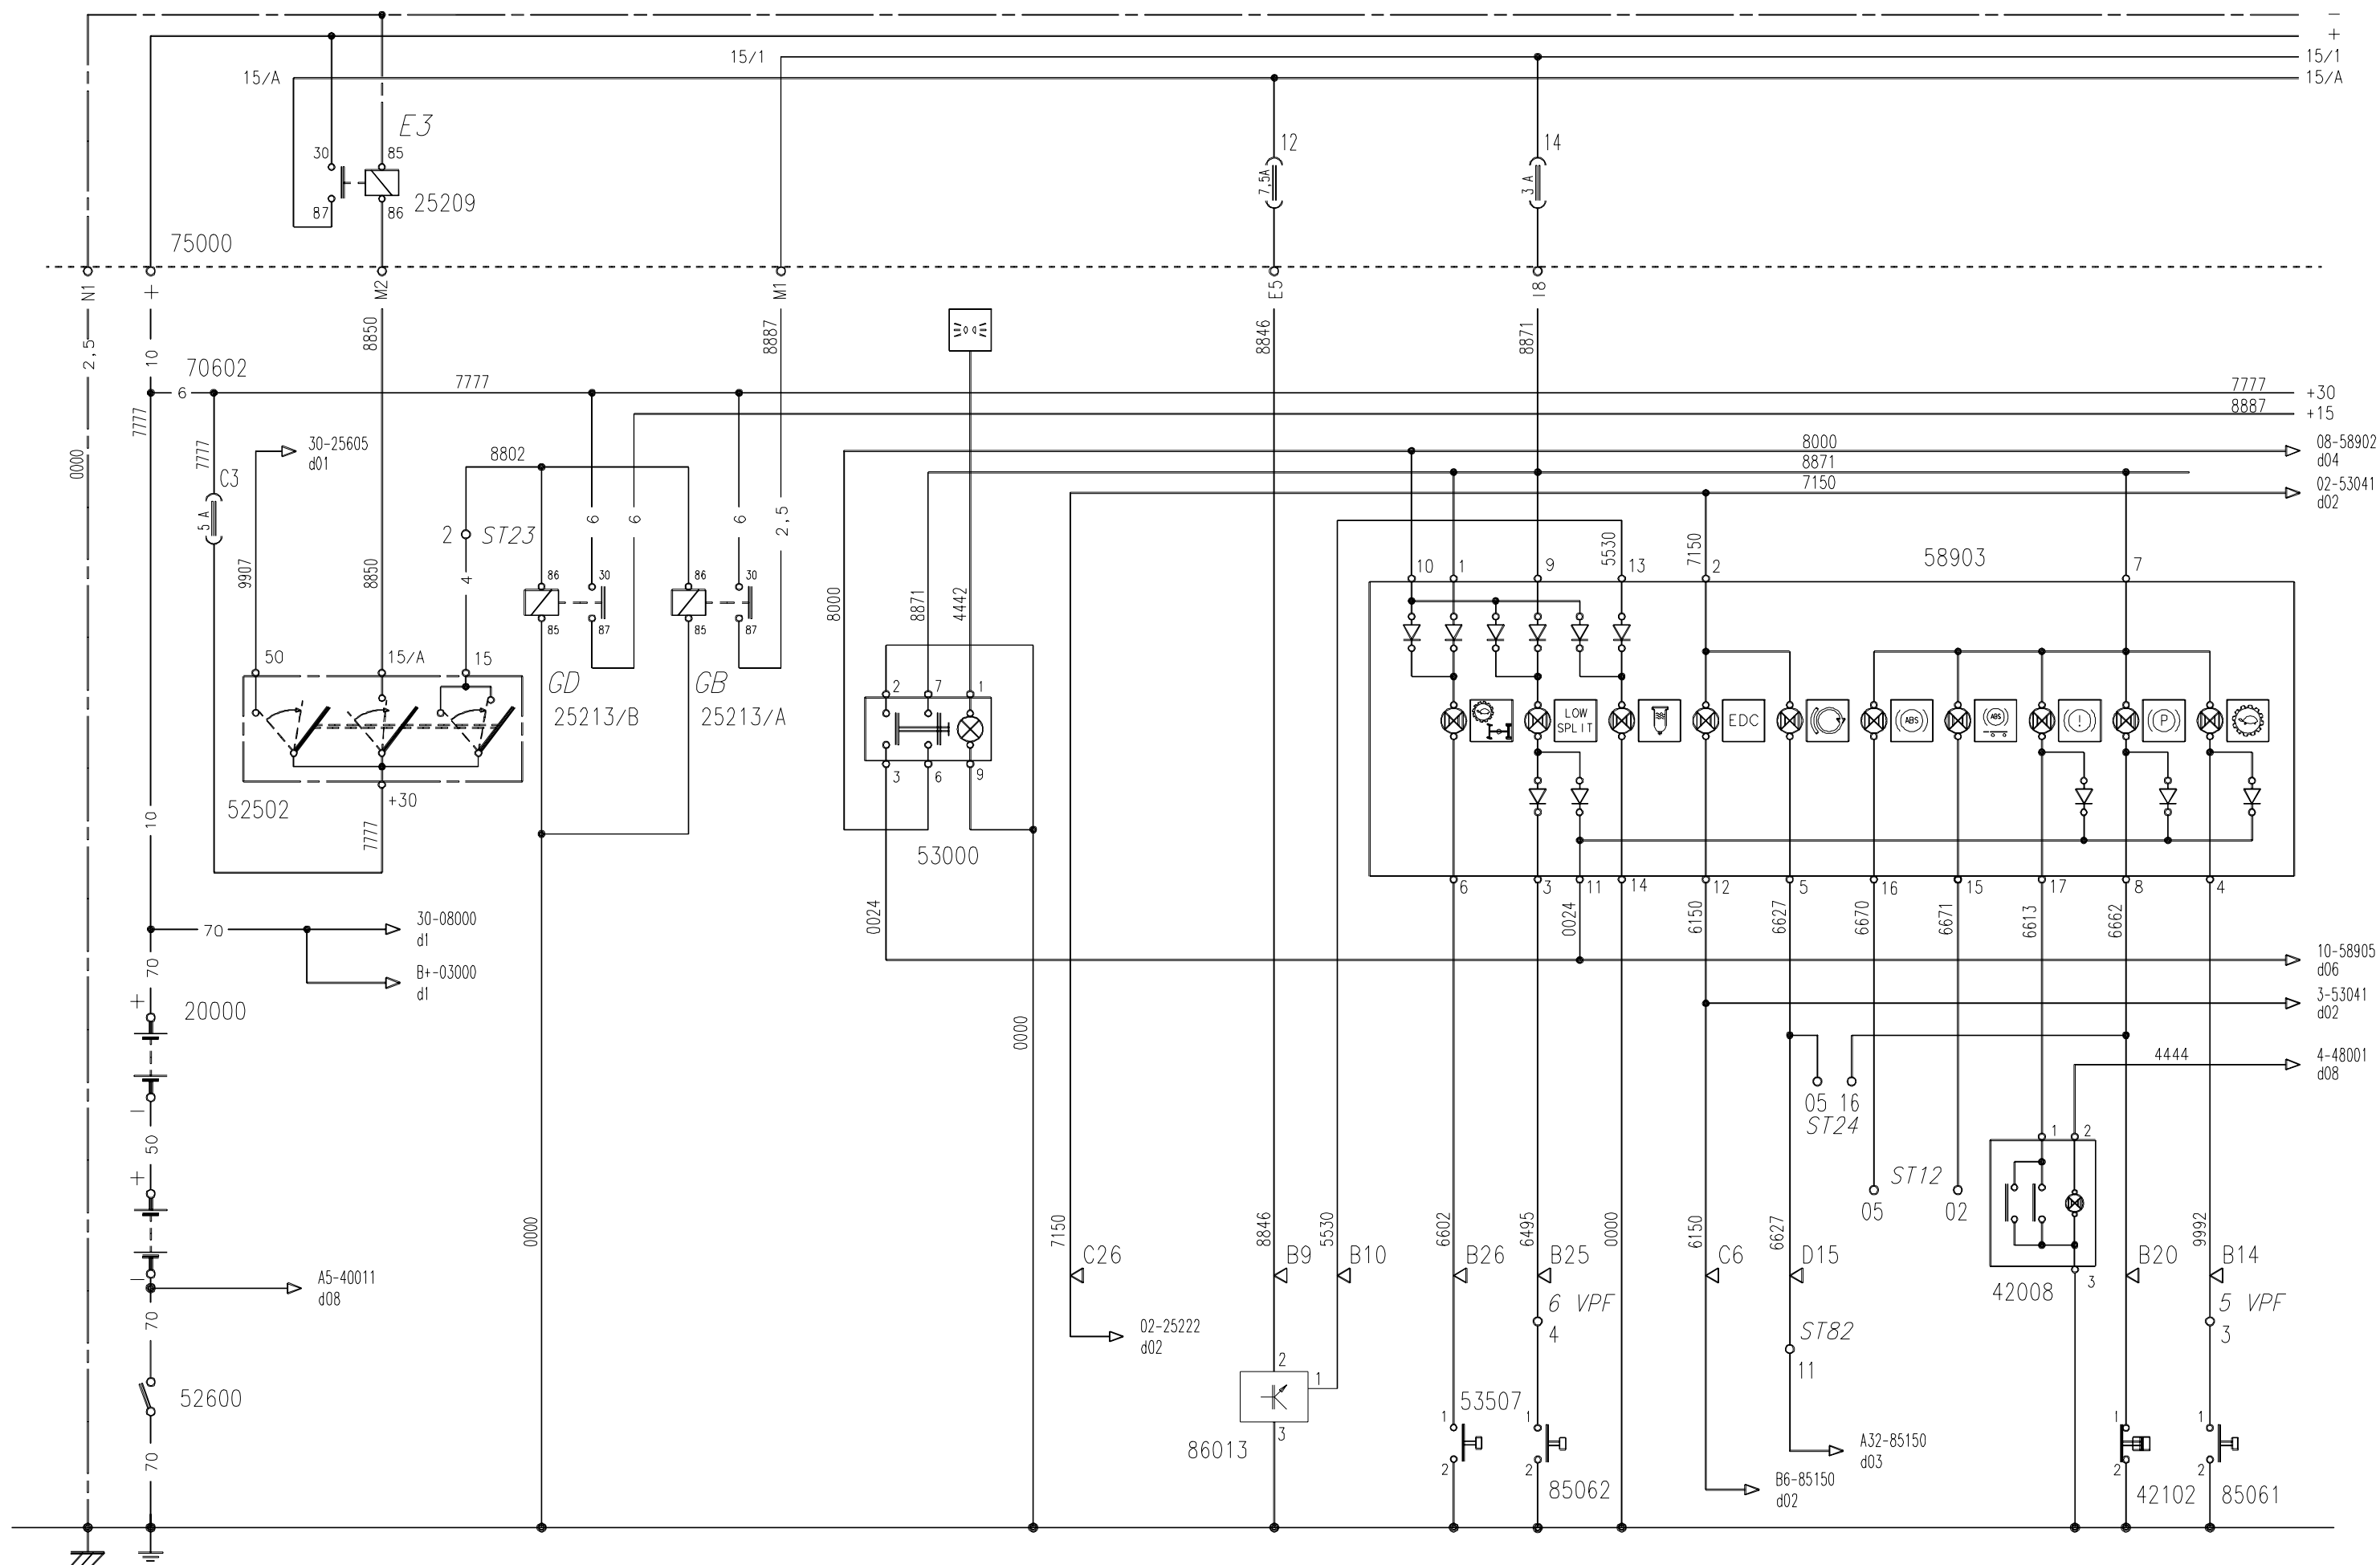 −
+
15/1 15/1
15/A 15/A
E3
12 14
30 85
7,5A 3 A
87 86 25209
75000
N1 + M2 M1 E5 I8
2,5 10 8850 8887 8846 8871
70602
6 7777 7777 +30
7777 8887 +15
30-25605
d01
8000 08-58902
d04
8871
7150 02-53041
d02
0000 7777 C3 8802
5 A
2 ST23 6 6 6 2,5
9907 8850 4
5530 7150 58903
10 1 9 13 2 7
86 30 86 30
85 87 85 87
8000 8871 4442
50 15/A 15
GD GB
25213/B 25213/A
2 7 1
LOW
SPLIT
EDC
ABS
ABS
!
P
3 6 9
52502 +30
10 7777
53000
6 3 11 14 12 5 16 15 17 8 4
0024 0024 6150 6627 6670 6671 6613 6662
70 30-08000
d1
70 B+-03000
d1
10-58905
d06
3-53041
d02
+ 20000
0000
−
4444 4-48001
d08
05 16
ST24
50
+
1 2
ST12
05 02
0000 7150 8846 5530 6602 6495 0000 6150 6627 9992
C26 B9 B10 B26 B25 C6 D15 B20 B14
−
A5-40011
d08
3
42008
70
6 VPF
4
5 VPF
3
02-25222
d02
ST82
11
52600
2 1
53507
86013 3
1 1 1 1
2 2 2 2
70
A32-85150
d03
B6-85150
d02
85062
42102 85061